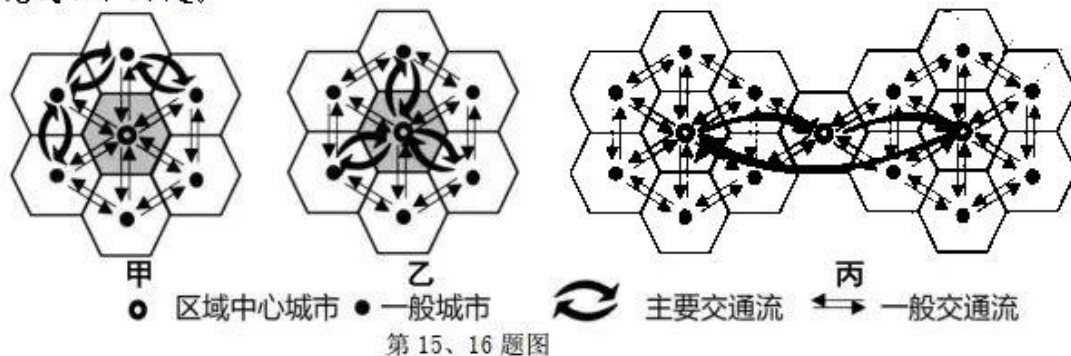 甲 乙 丙
区域中心城市 一般城市 主要交通流 一般交通流
第 15、16 题图